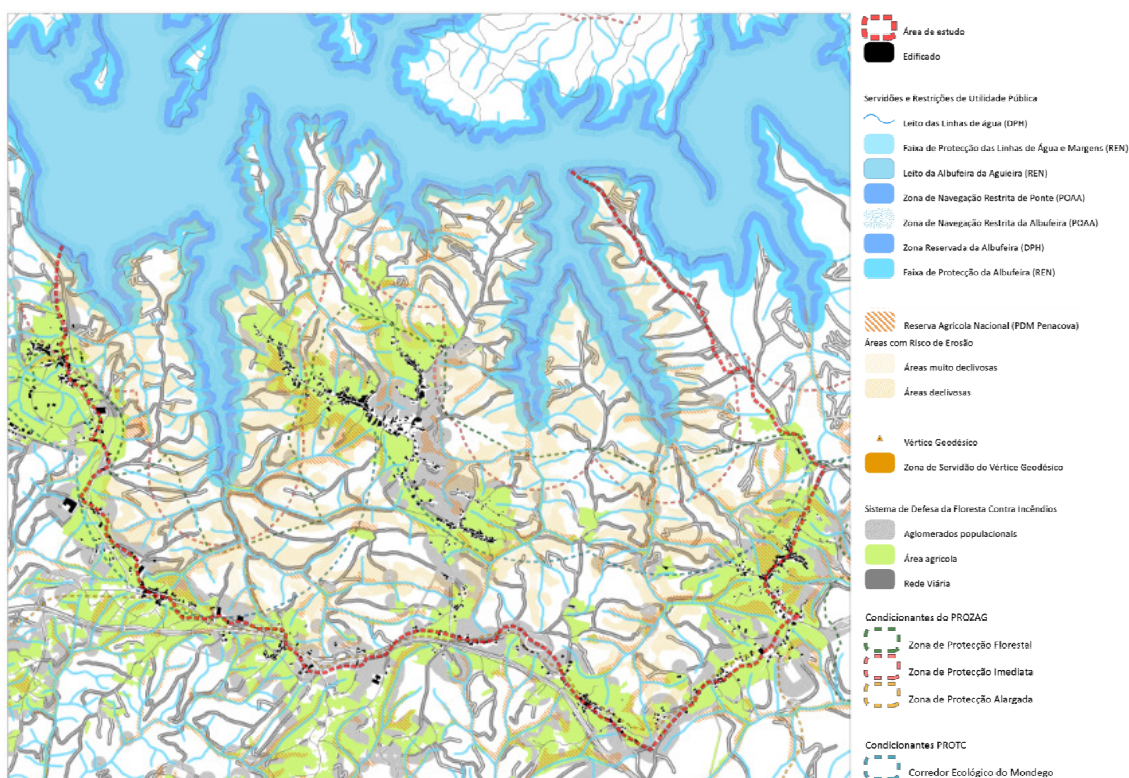 Área de estudo
Edificado
Servidões e Restrições de Utilidade Pública
Leito das Linhas de água (DPH)
Faixa de Protecção das Linhas de Água e Margens (REN)
Leito da Albufeira da Aguieira (REN)
Zona de Navegação Restrita de Ponte (POAA)
Zona de Navegação Restrita da Albufeira (POAA)
Zona Reservada da Albufeira (DPH)
Faixa de Protecção da Albufeira (REN)
Reserva Agrícola Nacional (PDM Penacova)
Áreas com Risco de Erosão
Áreas muito declivosas
Áreas declivosas
Vértice Geodésico
Zona de Servidão do Vértice Geodésico
Sistema de Defesa da Floresta Contra Incêndios
Aglomerados populacionais
Área agrícola
Rede Viária
Condicionantes do PROZAG
Zona de Protecção Florestal
Zona de Protecção Imediata
Zona de Protecção Alargada
Condicionantes PROTC
Corredor Ecológico do Mondego